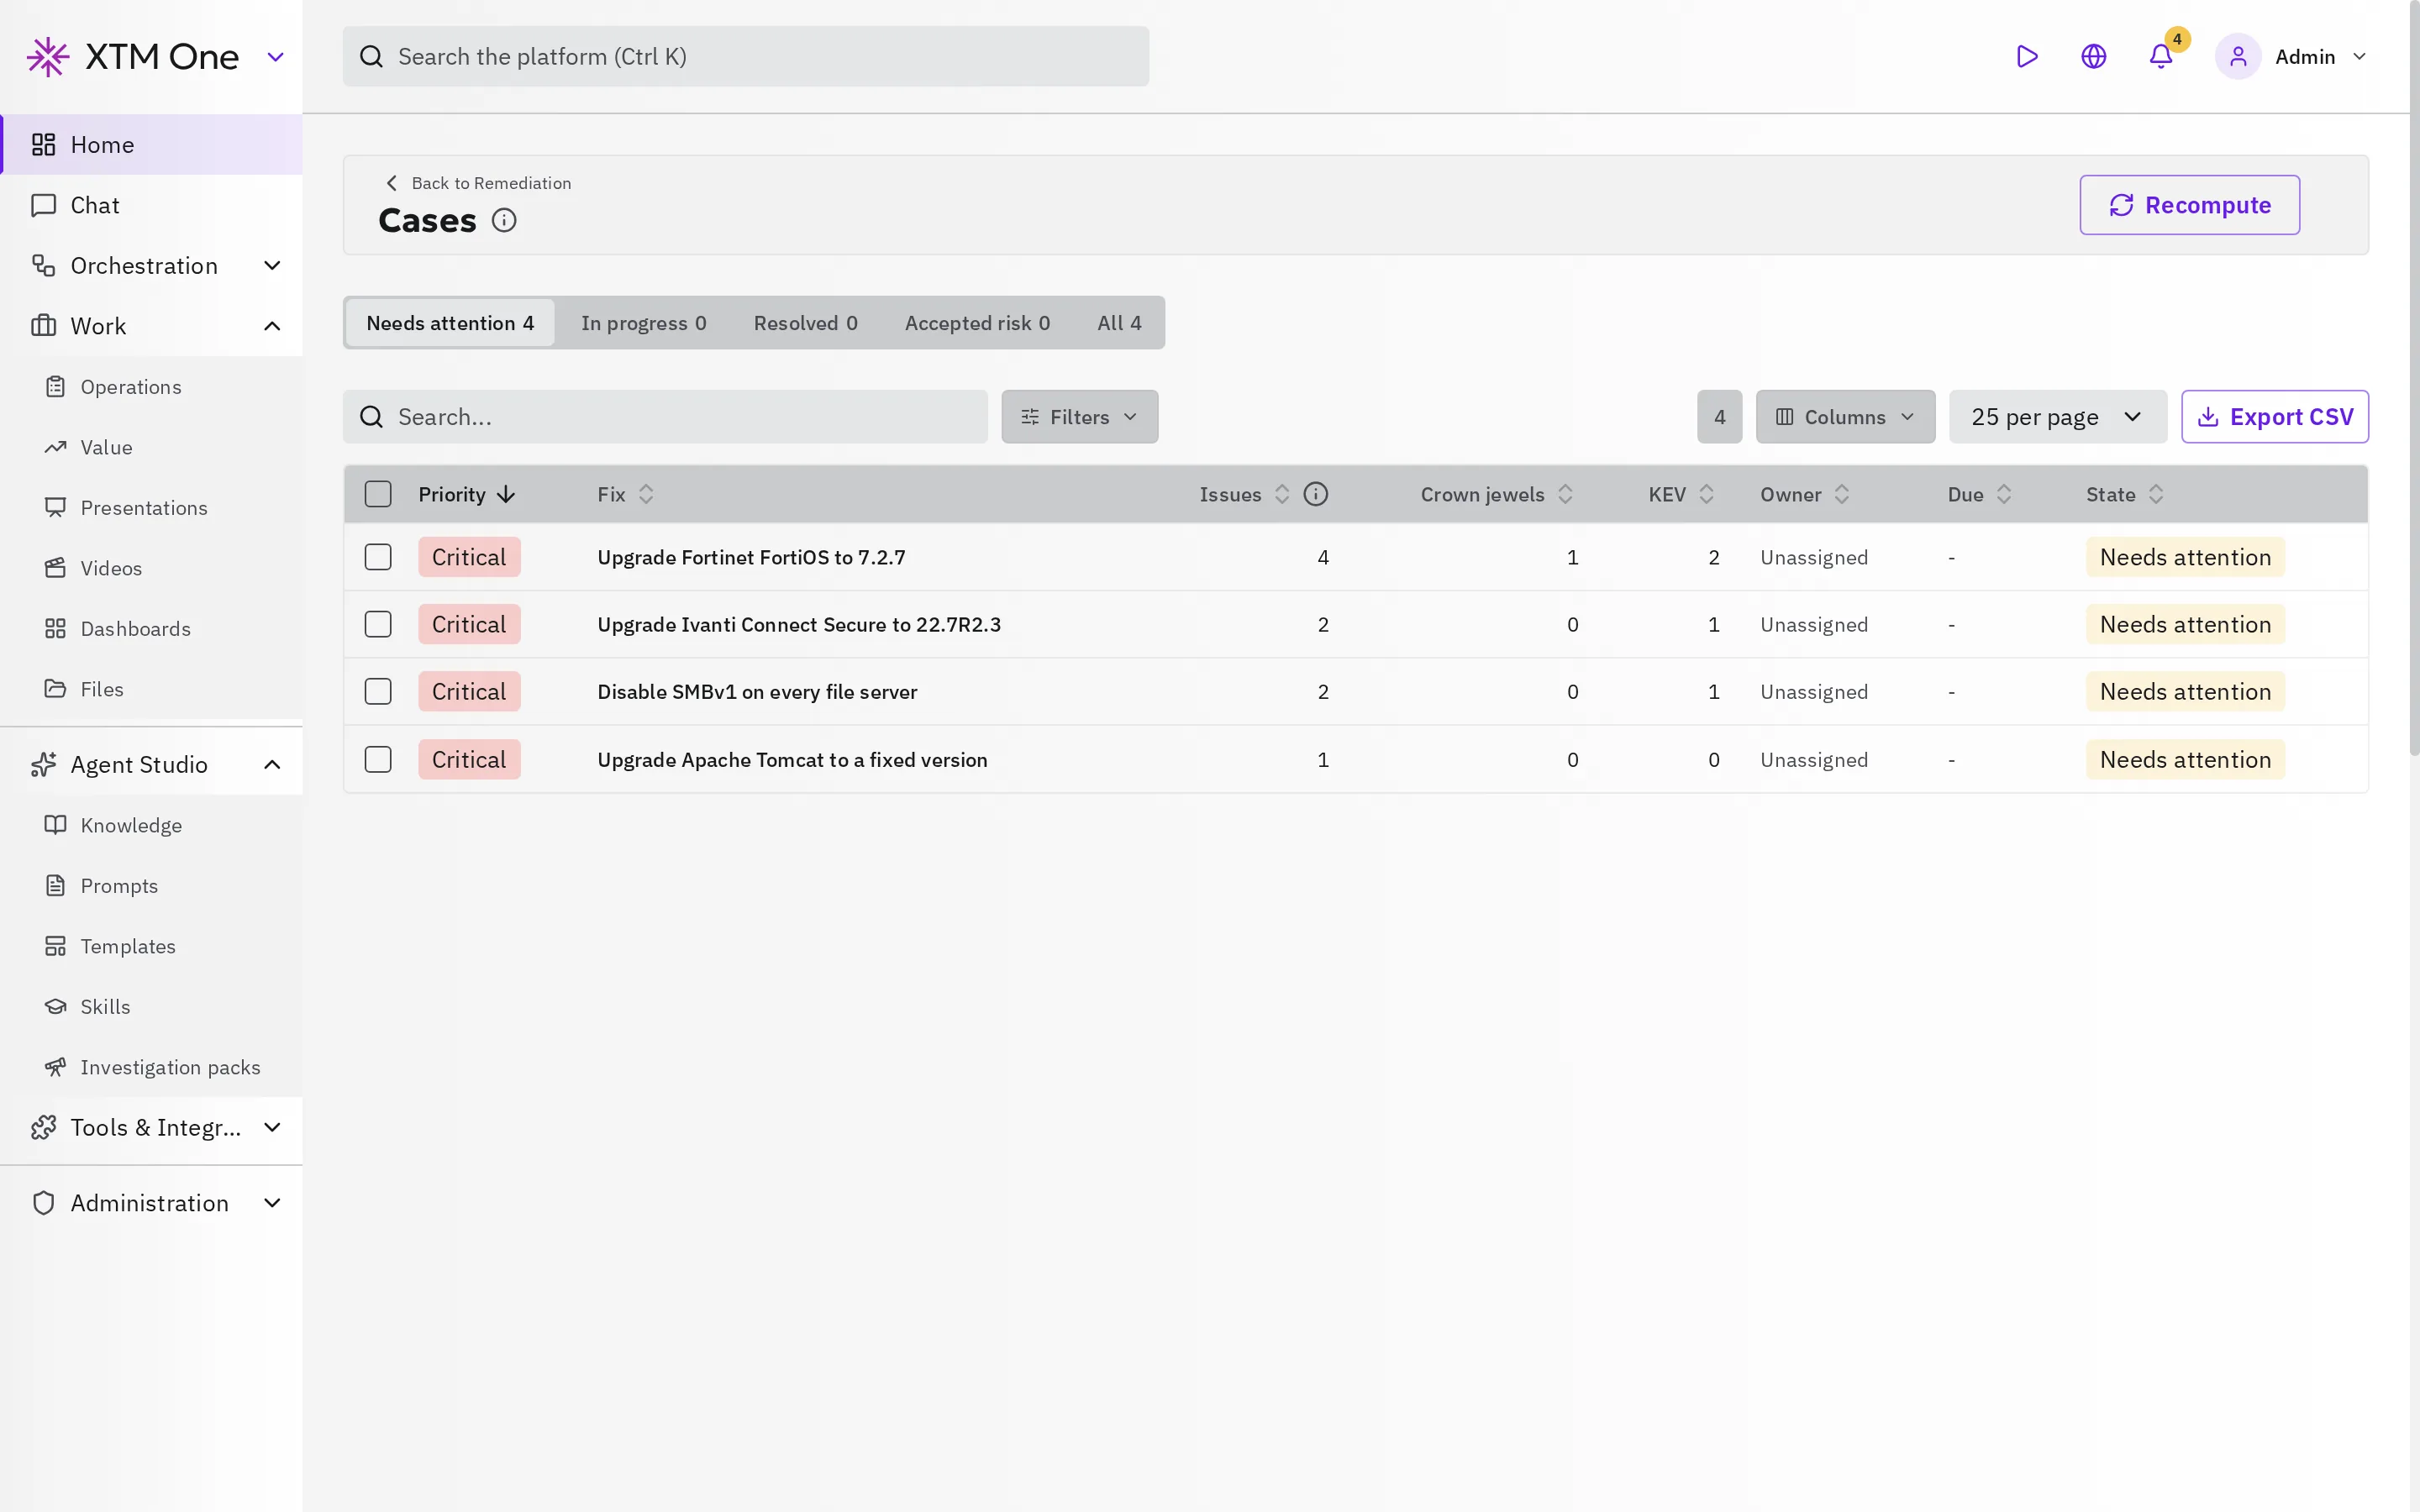 XTM One
Search the platform (Ctrl K)
4
Admin
Home
Chat
Orchestration
Work
Operations
Value
Presentations
Videos
Dashboards
Files
Agent Studio
Knowledge
Prompts
Templates
Skills
Investigation packs
Tools & Integr...
Administration
Back to Remediation
Cases
Recompute
Needs attention 4 In progress 0 Resolved 0 Accepted risk 0 All 4
Search... Filters 4 Columns 25 per page Export CSV
Priority Fix Issues Crown jewels KEV Owner Due State
Critical Upgrade Fortinet FortiOS to 7.2.7 4 1 2 Unassigned - Needs attention
Critical Upgrade Ivanti Connect Secure to 22.7R2.3 2 0 1 Unassigned - Needs attention
Critical Disable SMBv1 on every file server 2 0 1 Unassigned - Needs attention
Critical Upgrade Apache Tomcat to a fixed version 1 0 0 Unassigned - Needs attention